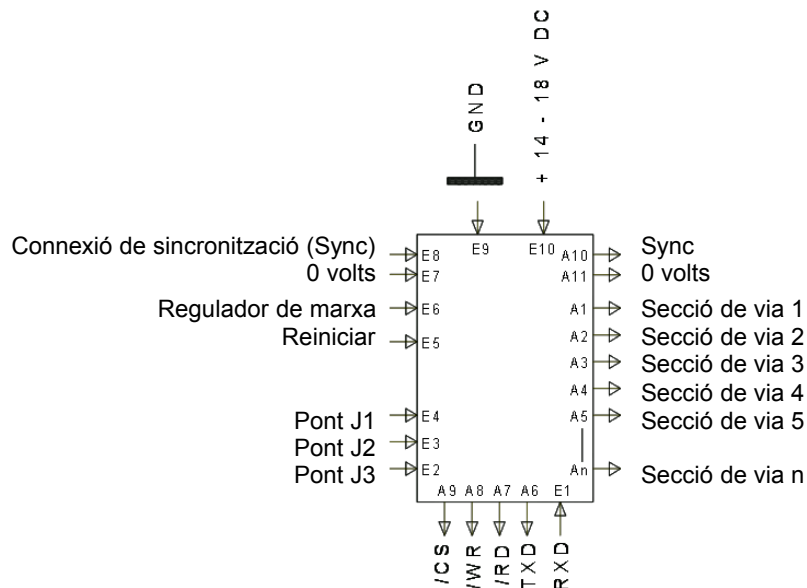 GND
+ 14 - 18 V DC
Connexió de sincronització (Sync)
0 volts
Regulador de marxa
Reiniciar
Pont J1
Pont J2
Pont J3
E8
E7
E6
E5
E4
E3
E2
E9
E10
A10
A11
A1
A2
A3
A4
A5
An
Sync
0 volts
Secció de via 1
Secció de via 2
Secció de via 3
Secció de via 4
Secció de via 5
Secció de via n
A9 A8 A7 A6 E1
/CS
/WR
/RD
TXD
RXD